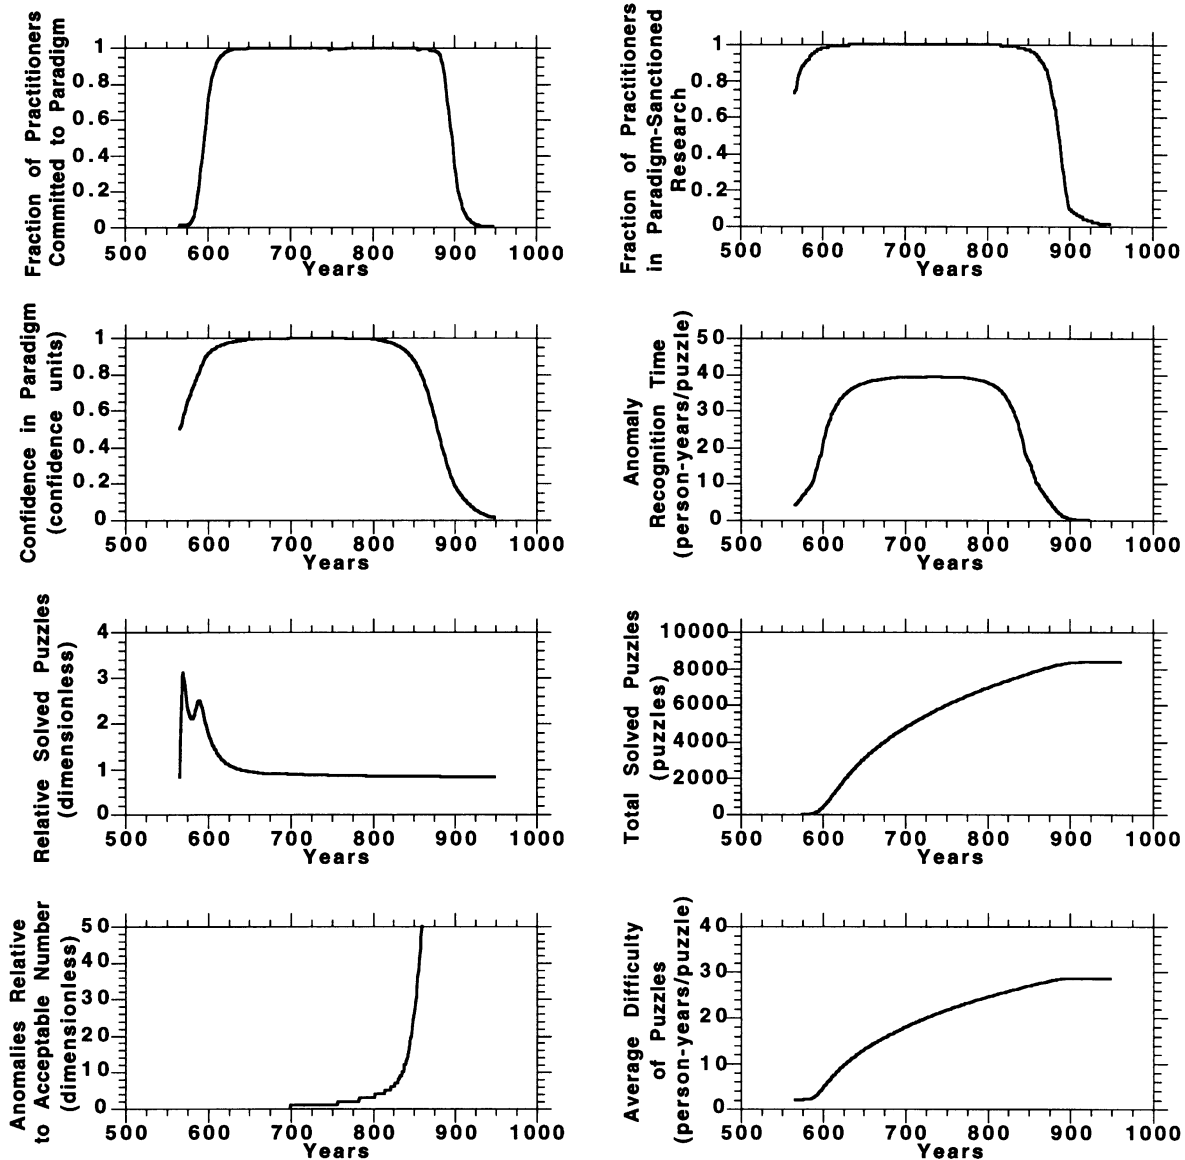 Fraction of Practitioners
Committed to Paradigm
1
0.8
0.6
0.4
0.2
0
500 600 700 800 900 1000
Years
Fraction of Practitioners
in Paradigm-Sanctioned
Research
1
0.8
0.6
0.4
0.2
0
500 600 700 800 900 1000
Years
Confidence in Paradigm
(confidence units)
1
0.8
0.6
0.4
0.2
0
500 600 700 800 900 1000
Years
Anomaly
Recognition Time
(person-years/puzzle)
50
40
30
20
10
0
500 600 700 800 900 1000
Years
Relative Solved Puzzles
(dimensionless)
4
3
2
1
0
500 600 700 800 900 1000
Years
Total Solved Puzzles
(puzzles)
10000
8000
6000
4000
2000
0
500 600 700 800 900 1000
Years
Anomalies Relative
to Acceptable Number
(dimensionless)
50
40
30
20
10
0
500 600 700 800 900 1000
Years
Average Difficulty
of Puzzles
(person-years/puzzle)
40
30
20
10
0
500 600 700 800 900 1000
Years